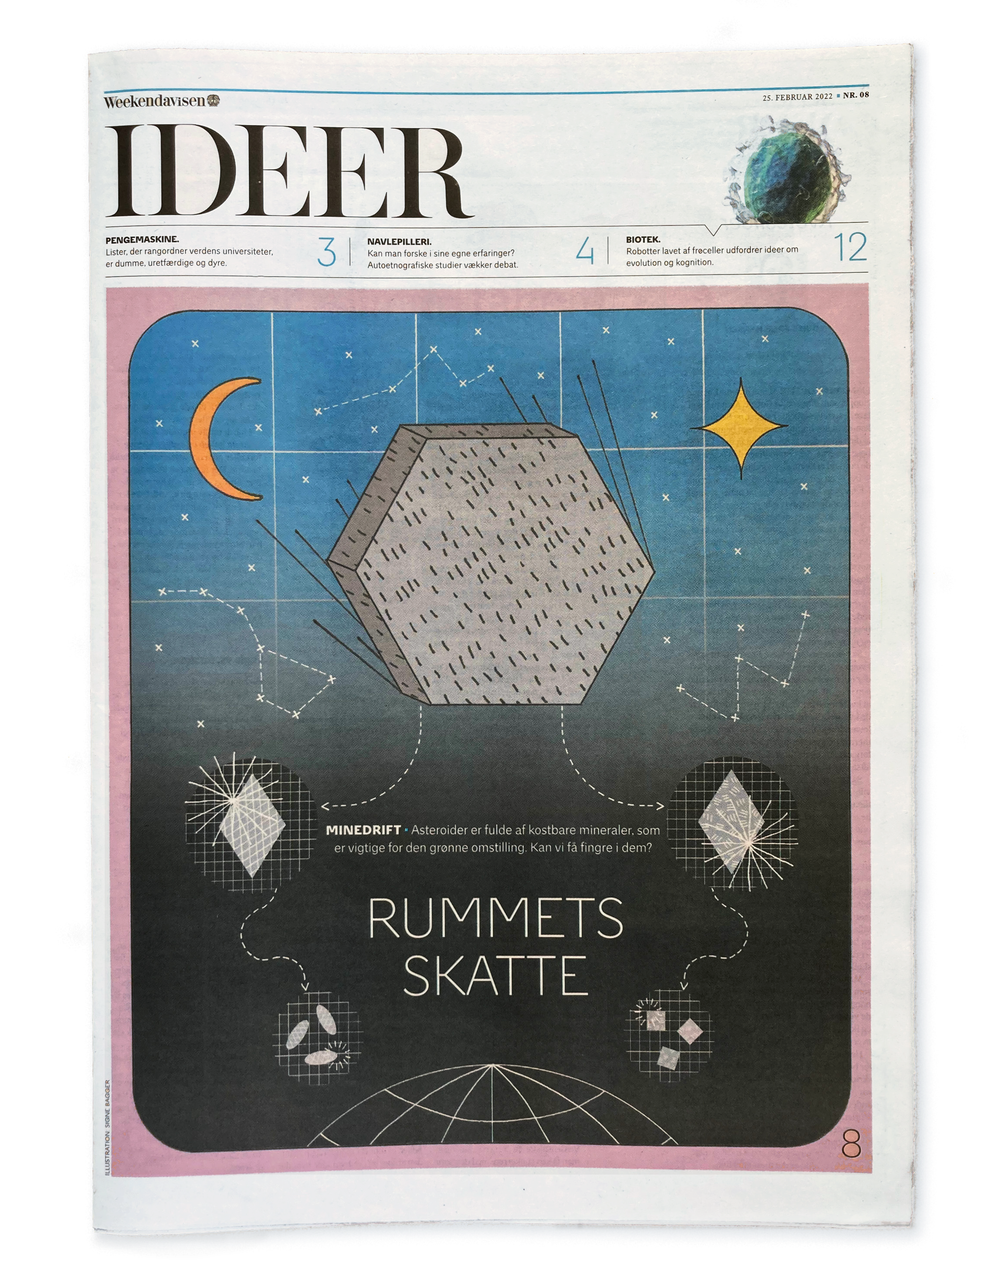 Weekendavisen
25. FEBRUAR 2022 ■ NR. 08
IDEER
PENGEMASKINE.
Lister, der rangordner verdens universiteter,
er dumme, uretfærdige og dyre.
3
NAVLEPILLERI.
Kan man forske i sine egne erfaringer?
Autoetnografiske studier vækker debat.
4
BIOTEK.
Robotter lavet af frøceller udfordrer ideer om
evolution og kognition.
12
MINEDRIFT • Asteroider er fulde af kostbare mineraler, som
er vigtige for den grønne omstilling. Kan vi få fingre i dem?
RUMMETS
SKATTE
ILLUSTRATION: SIGNE BAGGER
8